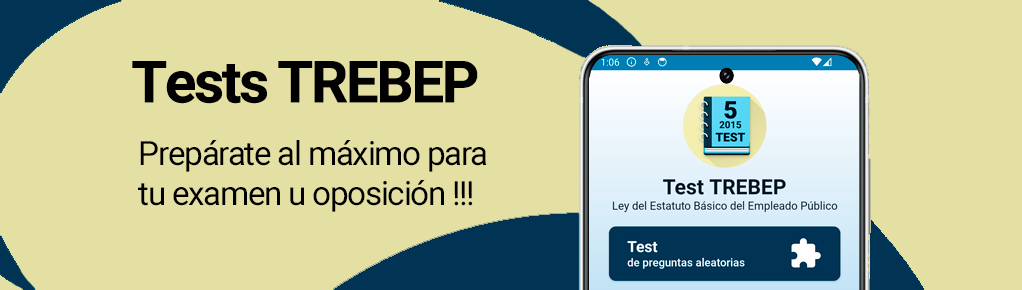 Tests TREBEP
Prepárate al máximo para
tu examen u oposición !!!
1:06
5
2015
TEST
Test TREBEP
Ley del Estatuto Básico del Empleado Público
Test
de preguntas aleatorias